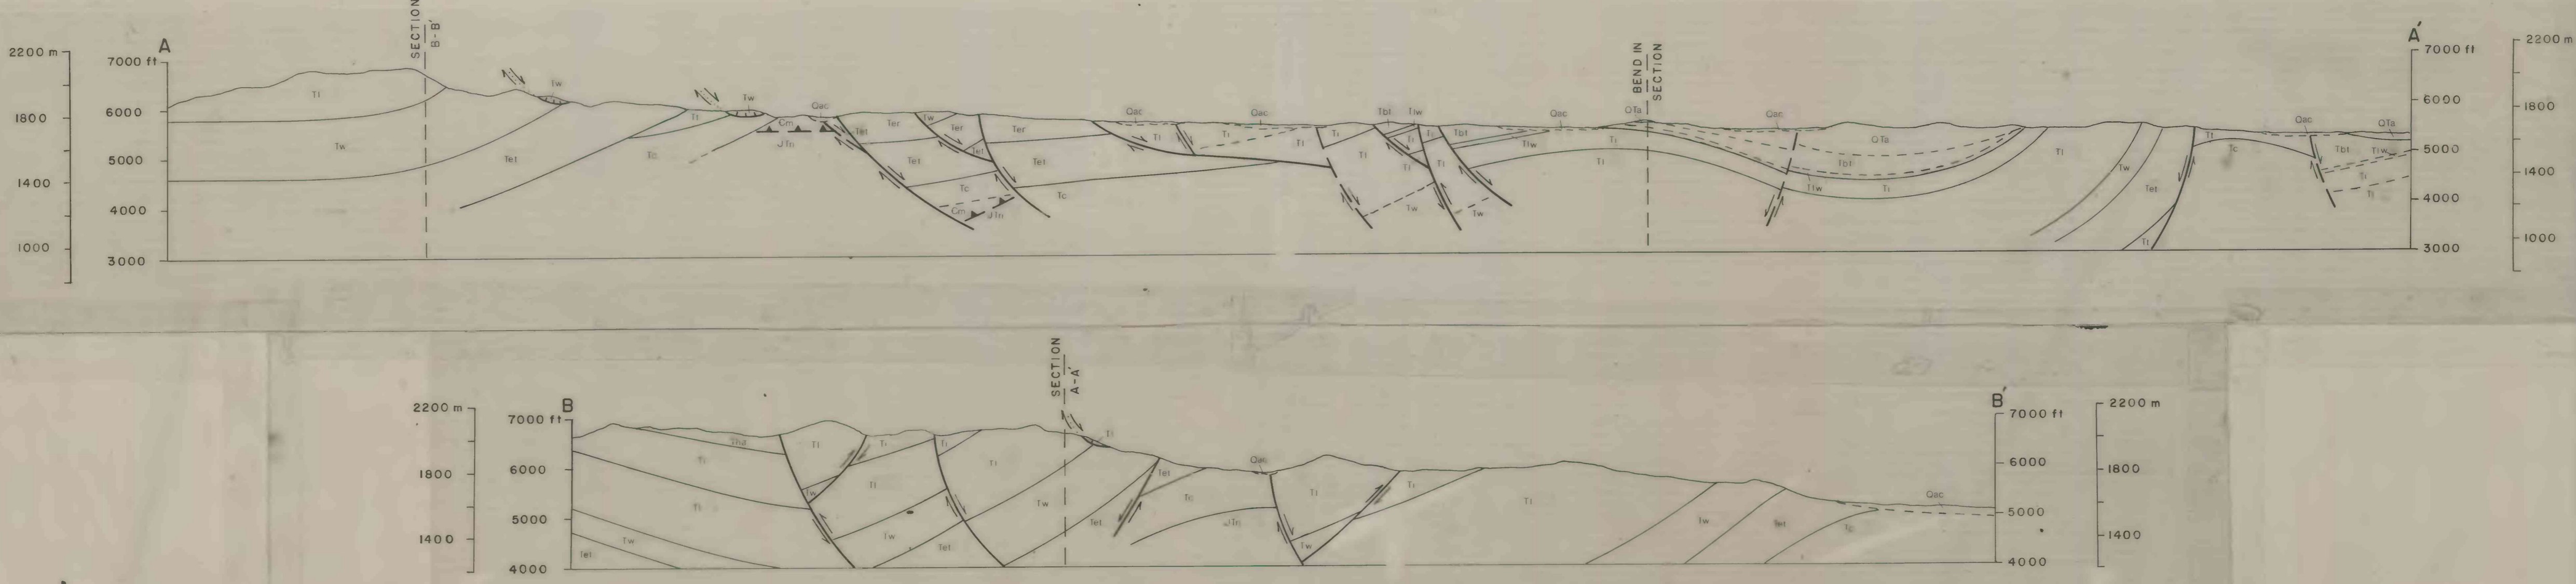 SECTION
B-B'
A
A'
2200 m
1800
1400
1000
7000 ft
6000
5000
4000
3000
BEND IN
SECTION
7000 ft
6000
5000
4000
3000
2200 m
1800
1400
1000
Tl
Tw
Tet
Tw
Tl
Tc
Tw
Cm
JTn
Qac
Tet
Ter
Tw
Ter
Ter
Tet
Tet
Tet
Tc
Tc
Cm
JTn
Qac
Qac
Tl
Tl
Tl
Tl
Tl
Tbt
Tlw
Tl
Tl
Tl
Tl
Tbt
Tlw
Tw
Tw
Qac
QTa
Tl
Qac
QTa
Tbt
Tlw
Tl
Tl
Tw
Tet
Tl
Tl
Tc
Qac
QTa
Tbt
Tlw
Tl
Tl
SECTION
A-A'
B
B'
2200 m
1800
1400
7000 ft
6000
5000
4000
7000 ft
6000
5000
4000
2200 m
1800
1400
Tl
Tl
Tw
Tet
Tl
Tl
Tw
Tl
Tw
Tet
Tl
Tl
Tl
Tw
Tet
Tet
Tc
JTn
Qac
Tl
Tl
Tw
Tl
Tw
Tet
Tc
Qac